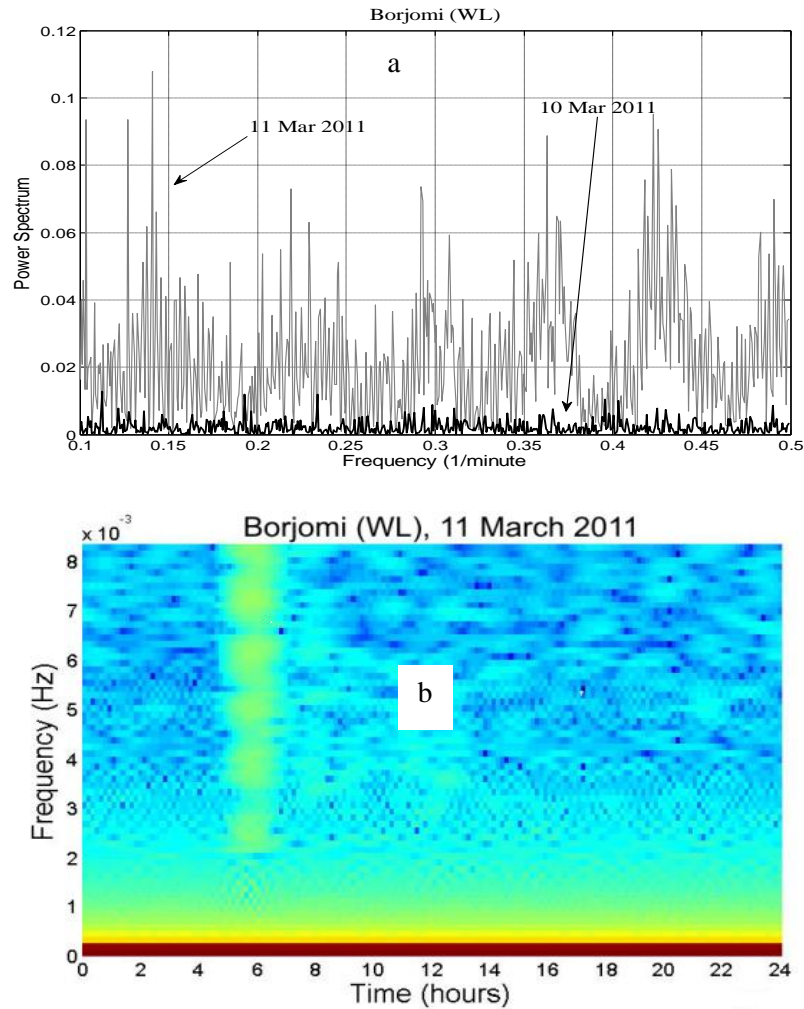 Borjomi (WL)
a
11 Mar 2011
10 Mar 2011
Power Spectrum
0.12
0.1
0.08
0.06
0.04
0.02
0
0.1 0.15 0.2 0.25 0.3 0.35 0.4 0.45 0.5
Frequency (1/minute
x 10⁻³
Borjomi (WL), 11 March 2011
b
Frequency (Hz)
8
7
6
5
4
3
2
1
0
0 2 4 6 8 10 12 14 16 18 20 22 24
Time (hours)